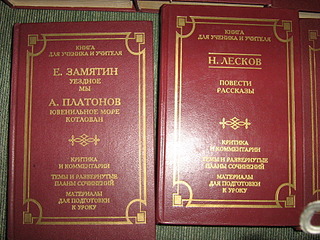 КНИГА
ДЛЯ УЧЕНИКА И УЧИТЕЛЯ
Е. ЗАМЯТИН
УЕЗДНОЕ
МЫ
А. ПЛАТОНОВ
ЮВЕНИЛЬНОЕ МОРЕ
КОТЛОВАН
КРИТИКА
И КОММЕНТАРИИ
ТЕМЫ И РАЗВЕРНУТЫЕ
ПЛАНЫ СОЧИНЕНИЙ
МАТЕРИАЛЫ
ДЛЯ ПОДГОТОВКИ
К УРОКУ
КНИГА
ДЛЯ УЧЕНИКА И УЧИТЕЛЯ
Н. ЛЕСКОВ
ПОВЕСТИ
РАССКАЗЫ
КРИТИКА
И КОММЕНТАРИИ
ТЕМЫ И РАЗВЕРНУТЫЕ
ПЛАНЫ СОЧИНЕНИЙ
МАТЕРИАЛЫ
ДЛЯ ПОДГОТОВКИ
К УРОКУ